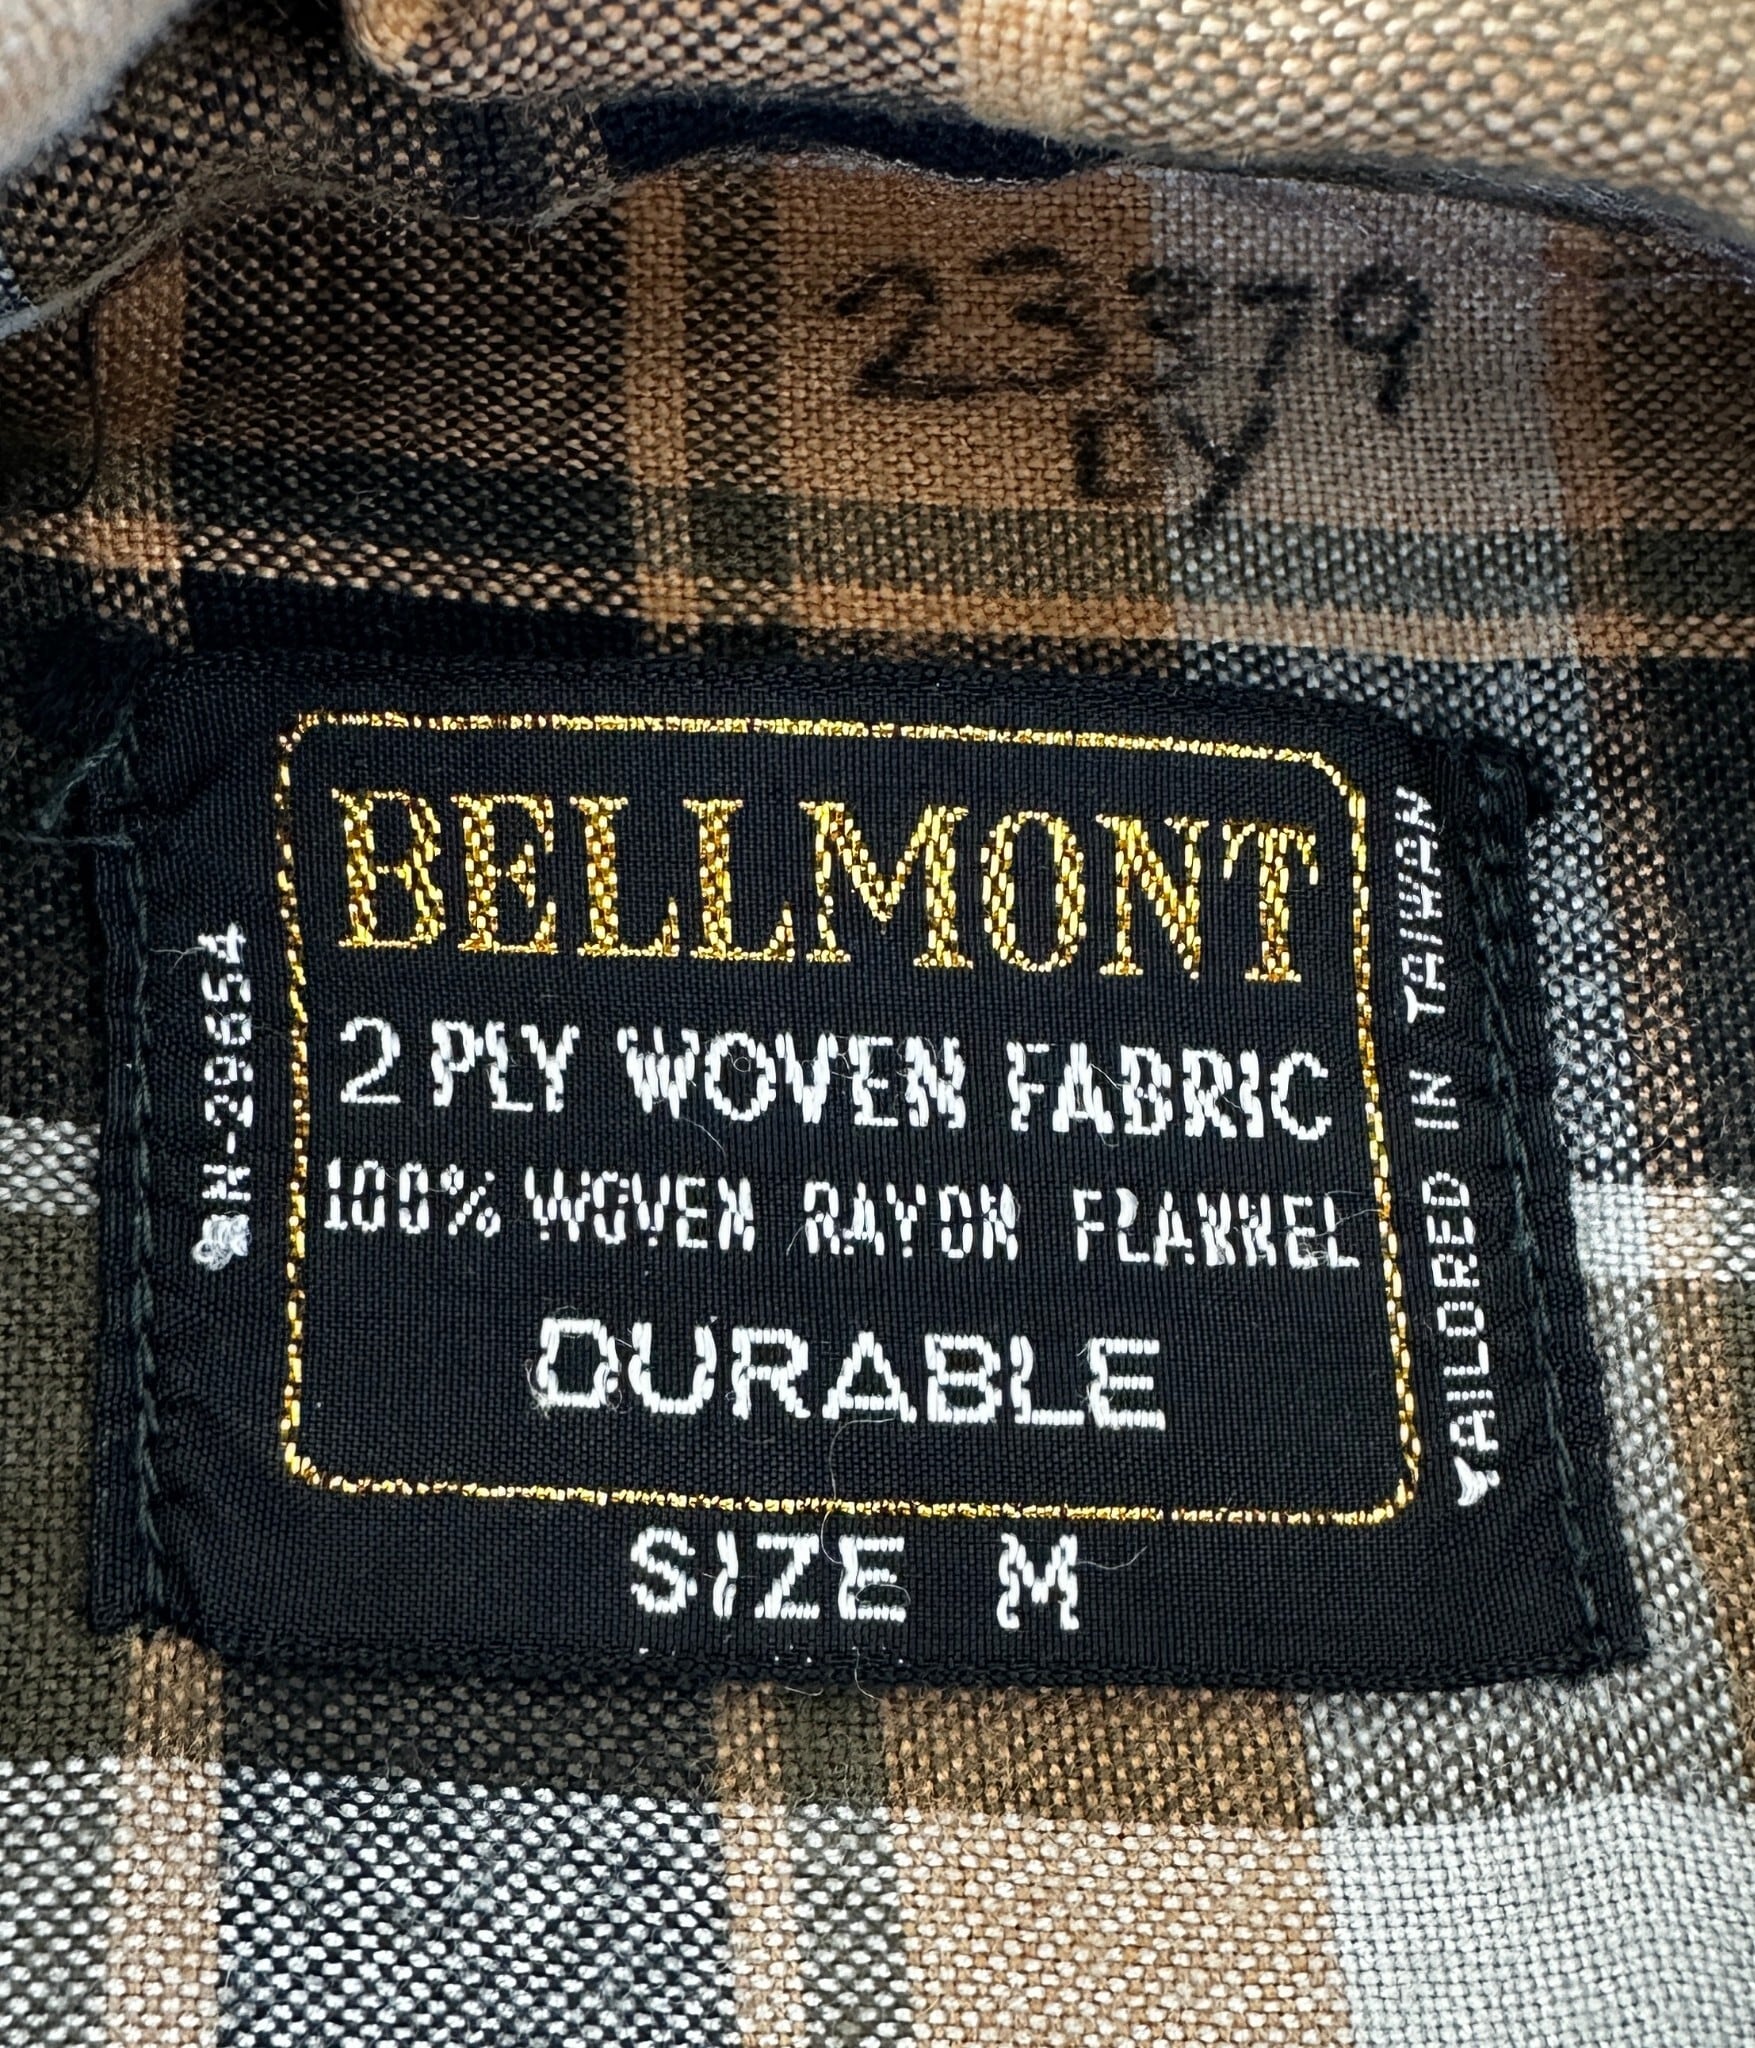 23379
DY
BELLMONT
2 PLY WOVEN FABRIC
100% WOVEN RAYON FLANNEL
DURABLE
SIZE M
RN-29654
TAILORED IN TAIWAN